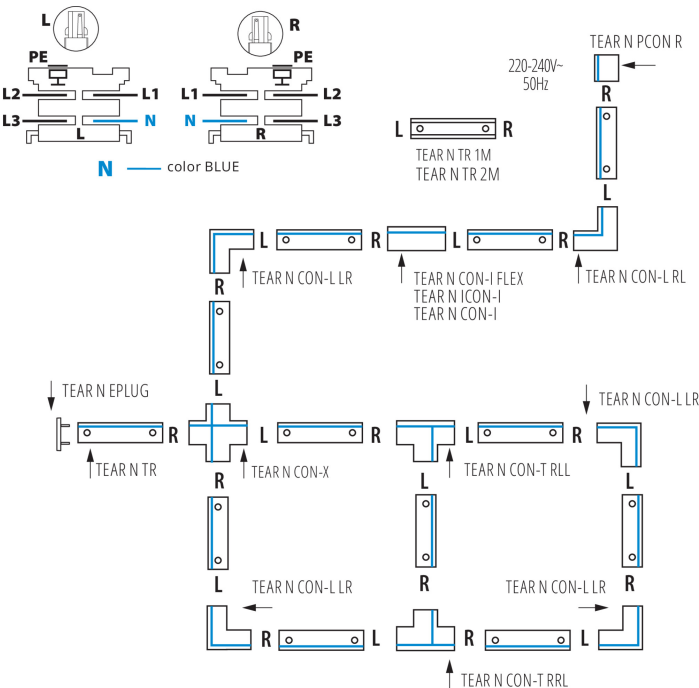 L
R
TEAR N PCON R
PE
PE
220-240V~
50Hz
L2
L1
L1
L2
R
L3
N
N
L3
L
R
L
R
TEAR N TR 1M
TEAR N TR 2M
N
color BLUE
L
L
R
L
R
TEAR N CON-L LR
TEAR N CON-I FLEX
TEAR N ICON-I
TEAR N CON-I
TEAR N CON-L RL
R
L
TEAR N EPLUG
TEAR N CON-L LR
R
L
R
L
R
TEAR N TR
TEAR N CON-X
TEAR N CON-T RLL
R
L
L
L
R
R
TEAR N CON-L LR
TEAR N CON-L LR
R
L
R
L
TEAR N CON-T RRL